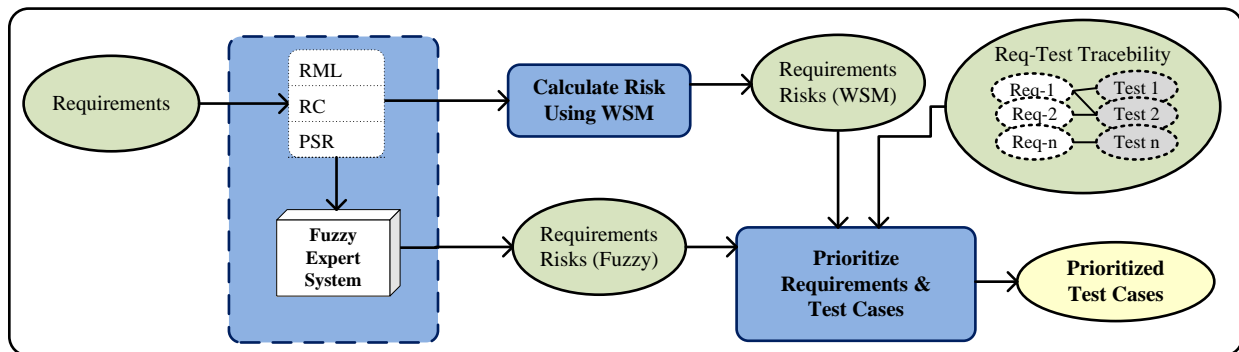 Requirements
RML
RC
PSR
Fuzzy
Expert
System
Calculate Risk
Using WSM
Requirements
Risks (WSM)
Requirements
Risks (Fuzzy)
Req-Test Tracebility
Req-1
Test 1
Req-2
Test 2
Req-n
Test n
Prioritize
Requirements &
Test Cases
Prioritized
Test Cases